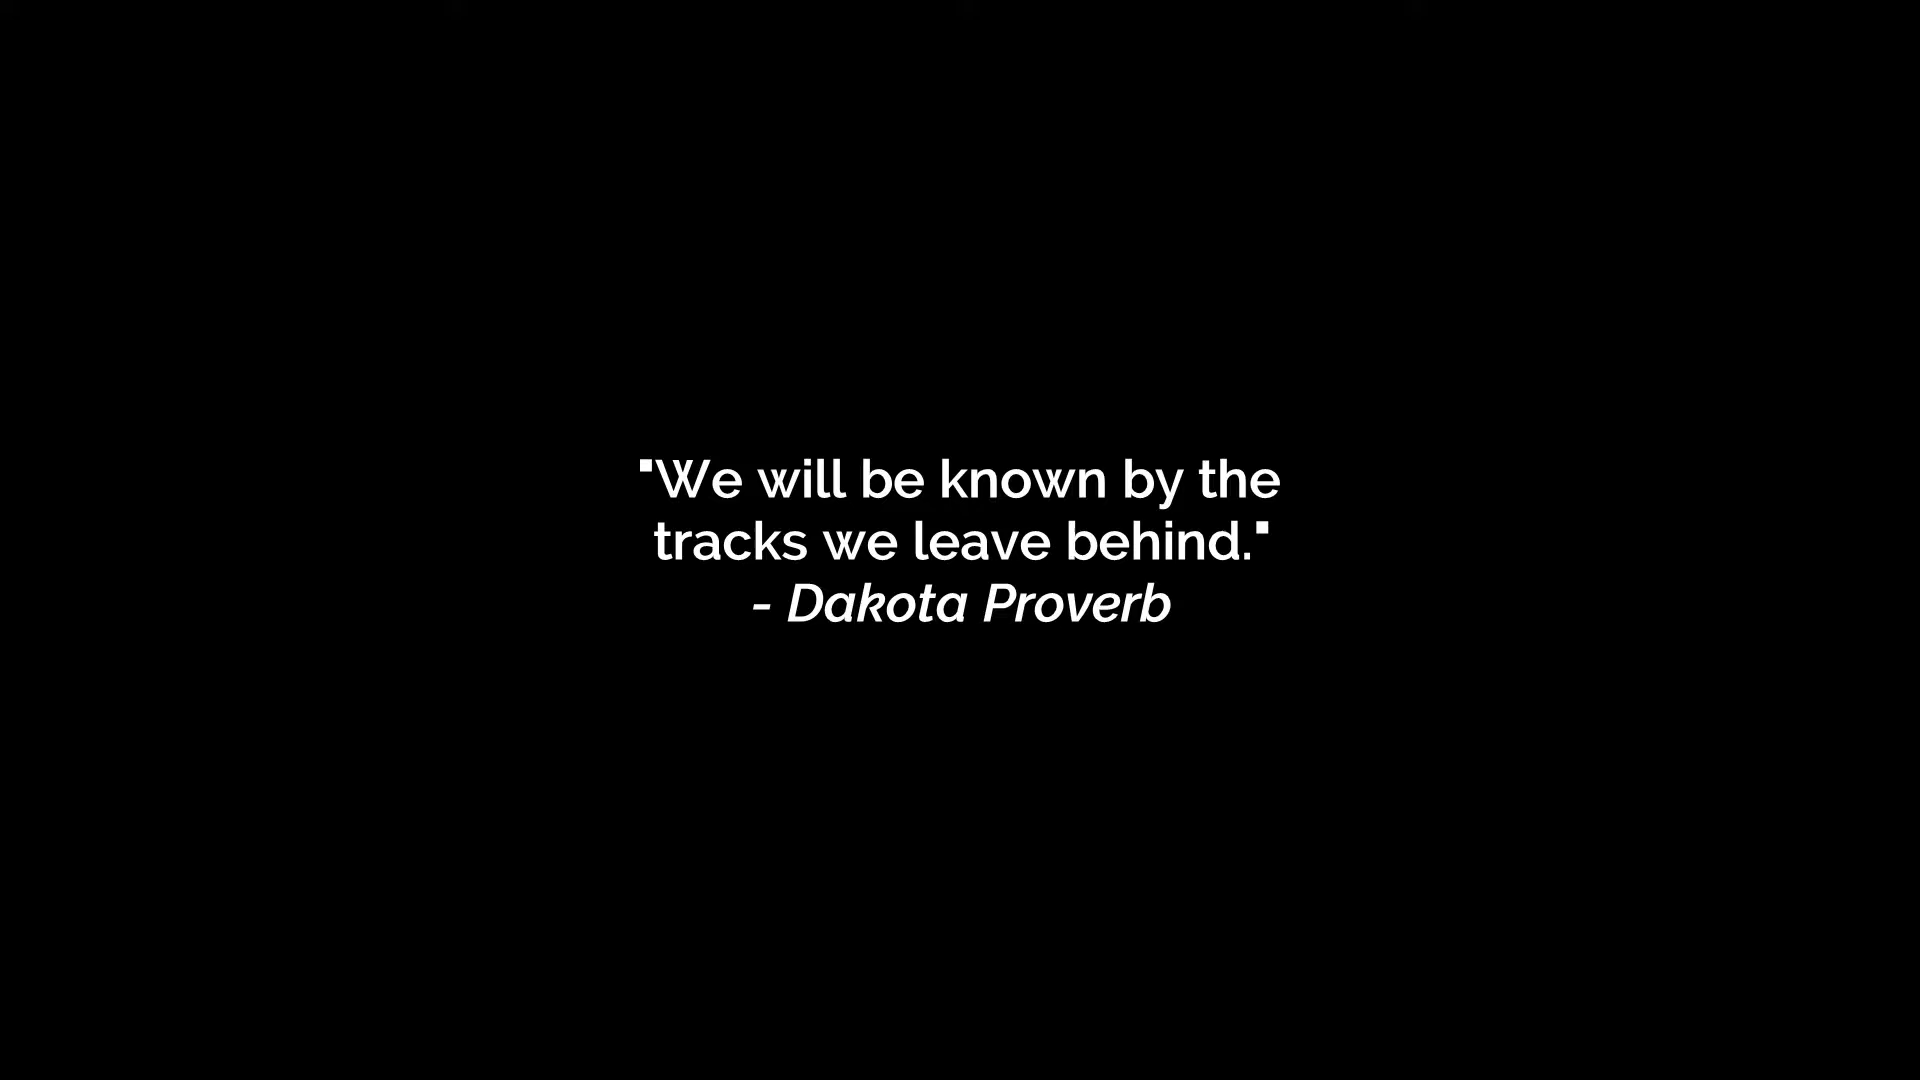 "We will be known by the
tracks we leave behind."
- Dakota Proverb